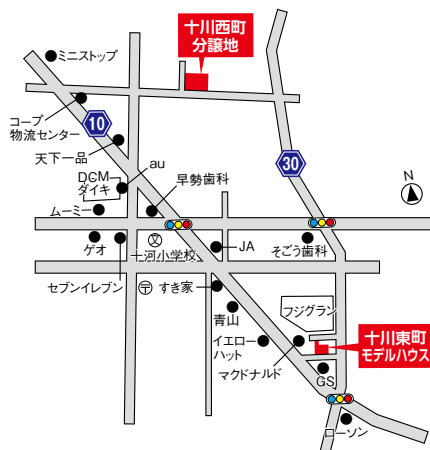 十川西町
分譲地
ミニストップ
コープ
物流センター
10
天下一品
au
DCM
ダイキ
早勢歯科
30
N
ムーミー
ゲオ
文
十河小学校
JA
そごう歯科
セブンイレブン
〒
すき家
青山
フジグラン
イエロー
ハット
マクドナルド
十川東町
モデルハウス
GS
ローソン